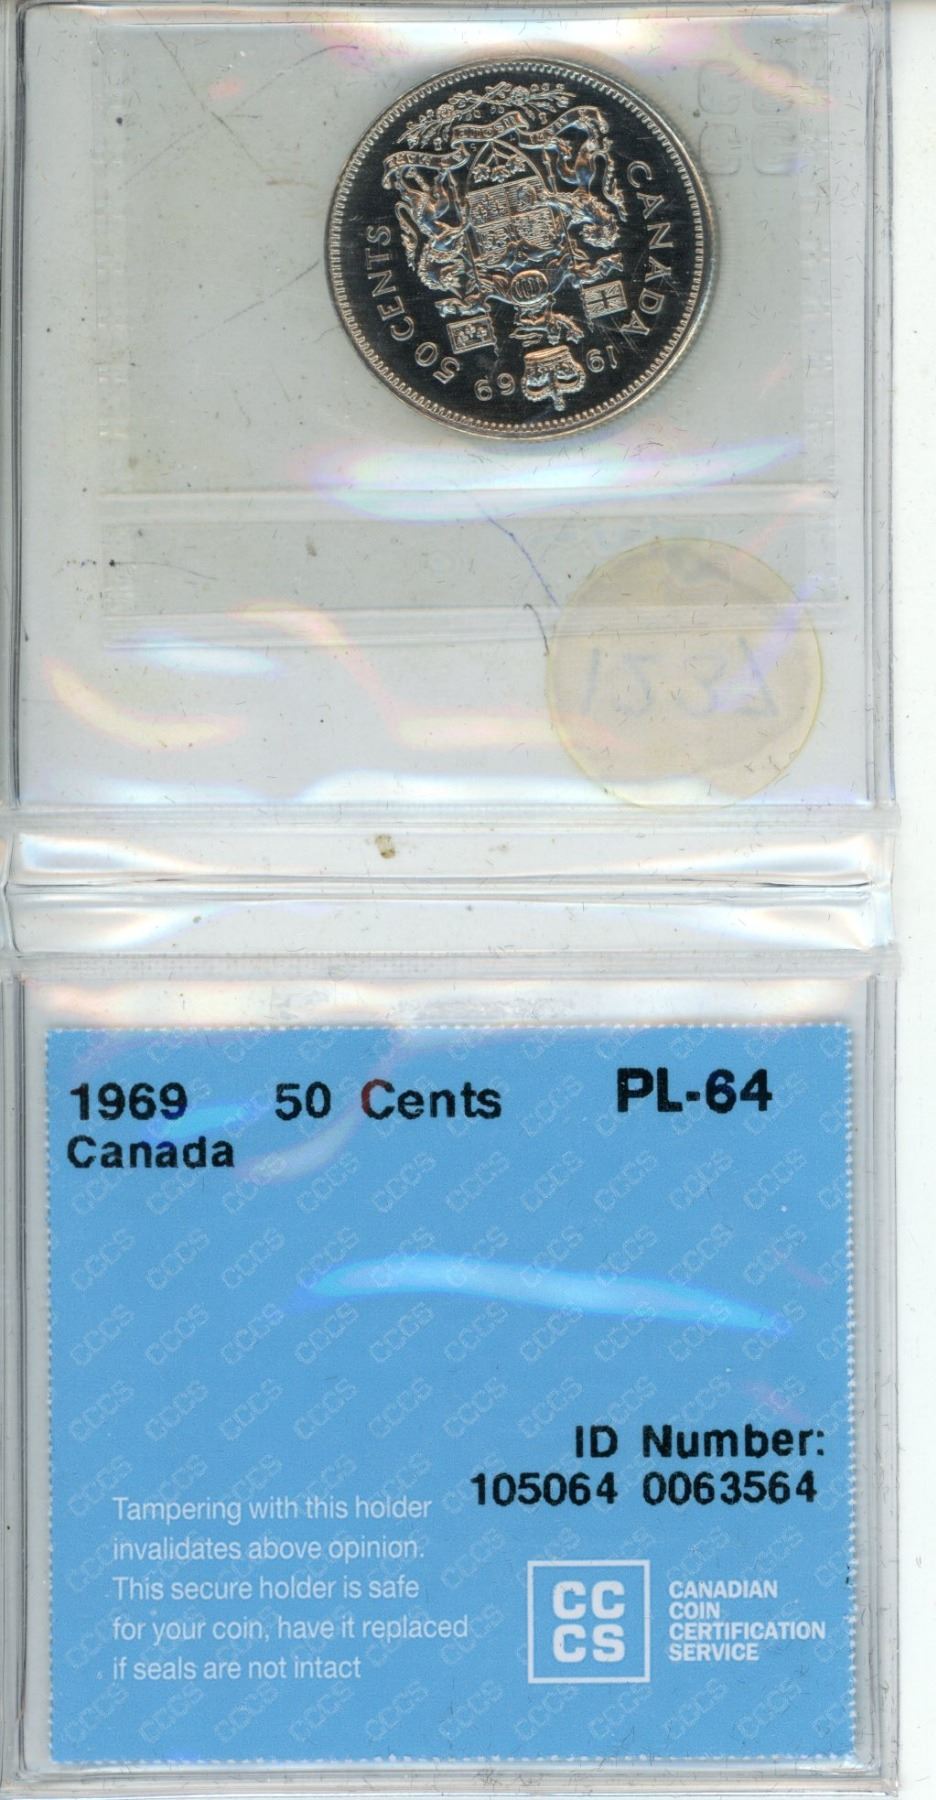 CANADA
50 CENTS
1969
1287
1969 50 Cents PL-64
Canada
ID Number:
105064 0063564
Tampering with this holder
invalidates above opinion.
This secure holder is safe
for your coin, have it replaced
if seals are not intact
CC
CS
CANADIAN
COIN
CERTIFICATION
SERVICE